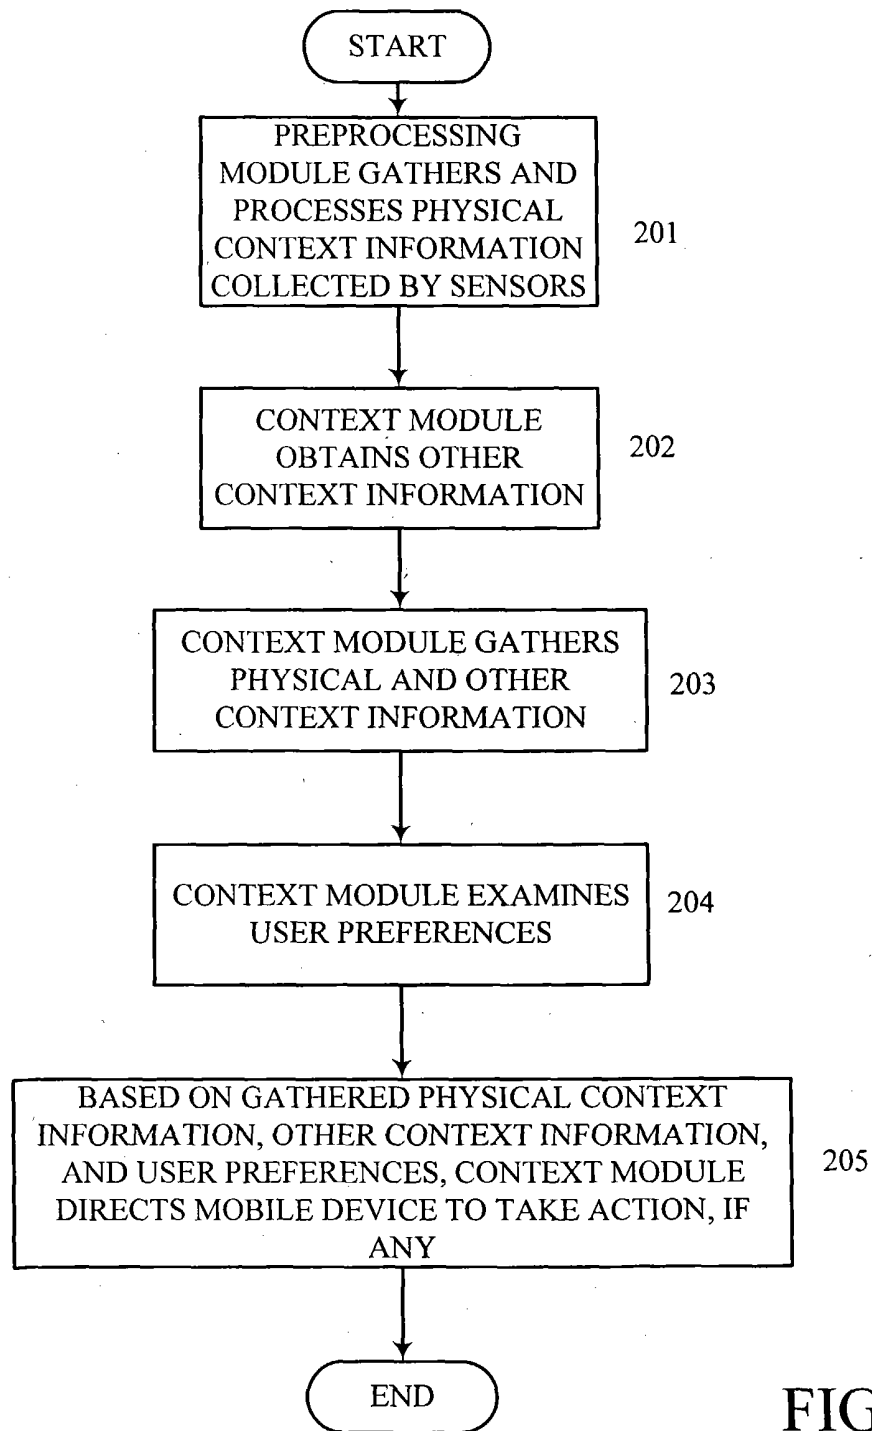 START
PREPROCESSING
MODULE GATHERS AND
PROCESSES PHYSICAL
CONTEXT INFORMATION
COLLECTED BY SENSORS
201
CONTEXT MODULE
OBTAINS OTHER
CONTEXT INFORMATION
202
CONTEXT MODULE GATHERS
PHYSICAL AND OTHER
CONTEXT INFORMATION
203
CONTEXT MODULE EXAMINES
USER PREFERENCES
204
BASED ON GATHERED PHYSICAL CONTEXT
INFORMATION, OTHER CONTEXT INFORMATION,
AND USER PREFERENCES, CONTEXT MODULE
DIRECTS MOBILE DEVICE TO TAKE ACTION, IF
ANY
205
END
FIG